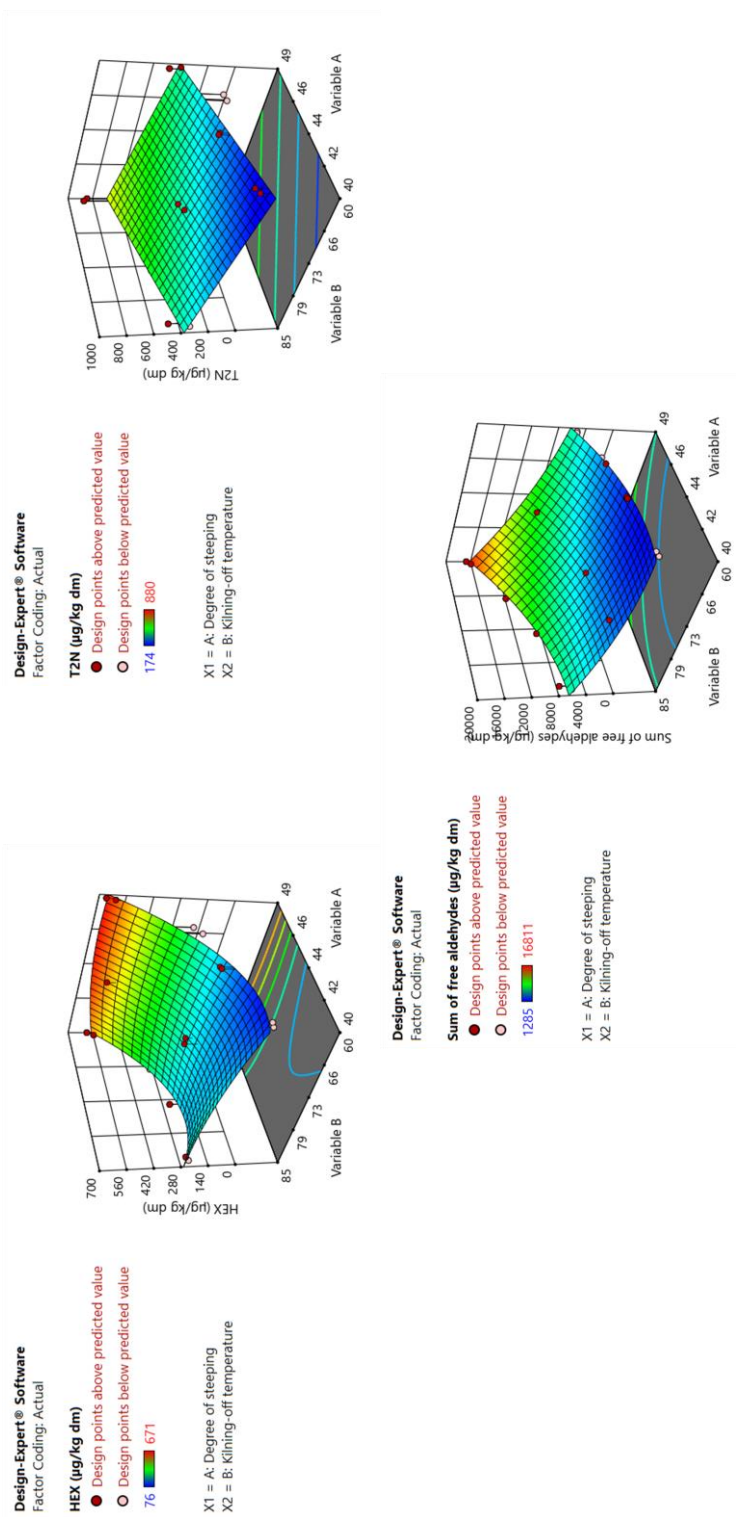 Design-Expert® Software
Factor Coding: Actual
HEX (µg/kg dm)
Design points above predicted value
Design points below predicted value
76 671
X1 = A: Degree of steeping
X2 = B: Kilning-off temperature
HEX (µg/kg dm)
700
560
420
280
140
0
85
79
73
66
60
Variable B
40
42
44
46
49
Variable A
Design-Expert® Software
Factor Coding: Actual
T2N (µg/kg dm)
Design points above predicted value
Design points below predicted value
174 880
X1 = A: Degree of steeping
X2 = B: Kilning-off temperature
T2N (µg/kg dm)
1000
800
600
400
200
0
85
79
73
66
60
Variable B
40
42
44
46
49
Variable A
Design-Expert® Software
Factor Coding: Actual
Sum of free aldehydes (µg/kg dm)
Design points above predicted value
Design points below predicted value
1285 16811
X1 = A: Degree of steeping
X2 = B: Kilning-off temperature
Sum of free aldehydes (µg/kg dm)
20000
16000
12000
8000
4000
0
85
79
73
66
60
Variable B
40
42
44
46
49
Variable A